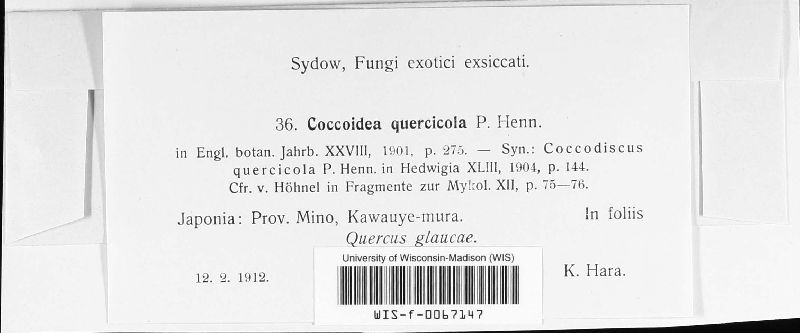 Sydow, Fungi exotici exsiccati.
36. Coccoidea quercicola P. Henn.
in Engl. botan. Jahrb. XXVIII, 1901, p. 275. — Syn.: Coccodiscus
quercicola P. Henn. in Hedwigia XLIII, 1904, p. 144.
Cfr. v. Höhnel in Fragmente zur Mykol. XII, p. 75—76.
Japonia: Prov. Mino, Kawauye-mura. In foliis
Quercus glaucae.
12. 2. 1912. K. Hara.
University of Wisconsin-Madison (WIS)
WIS-f-0067147